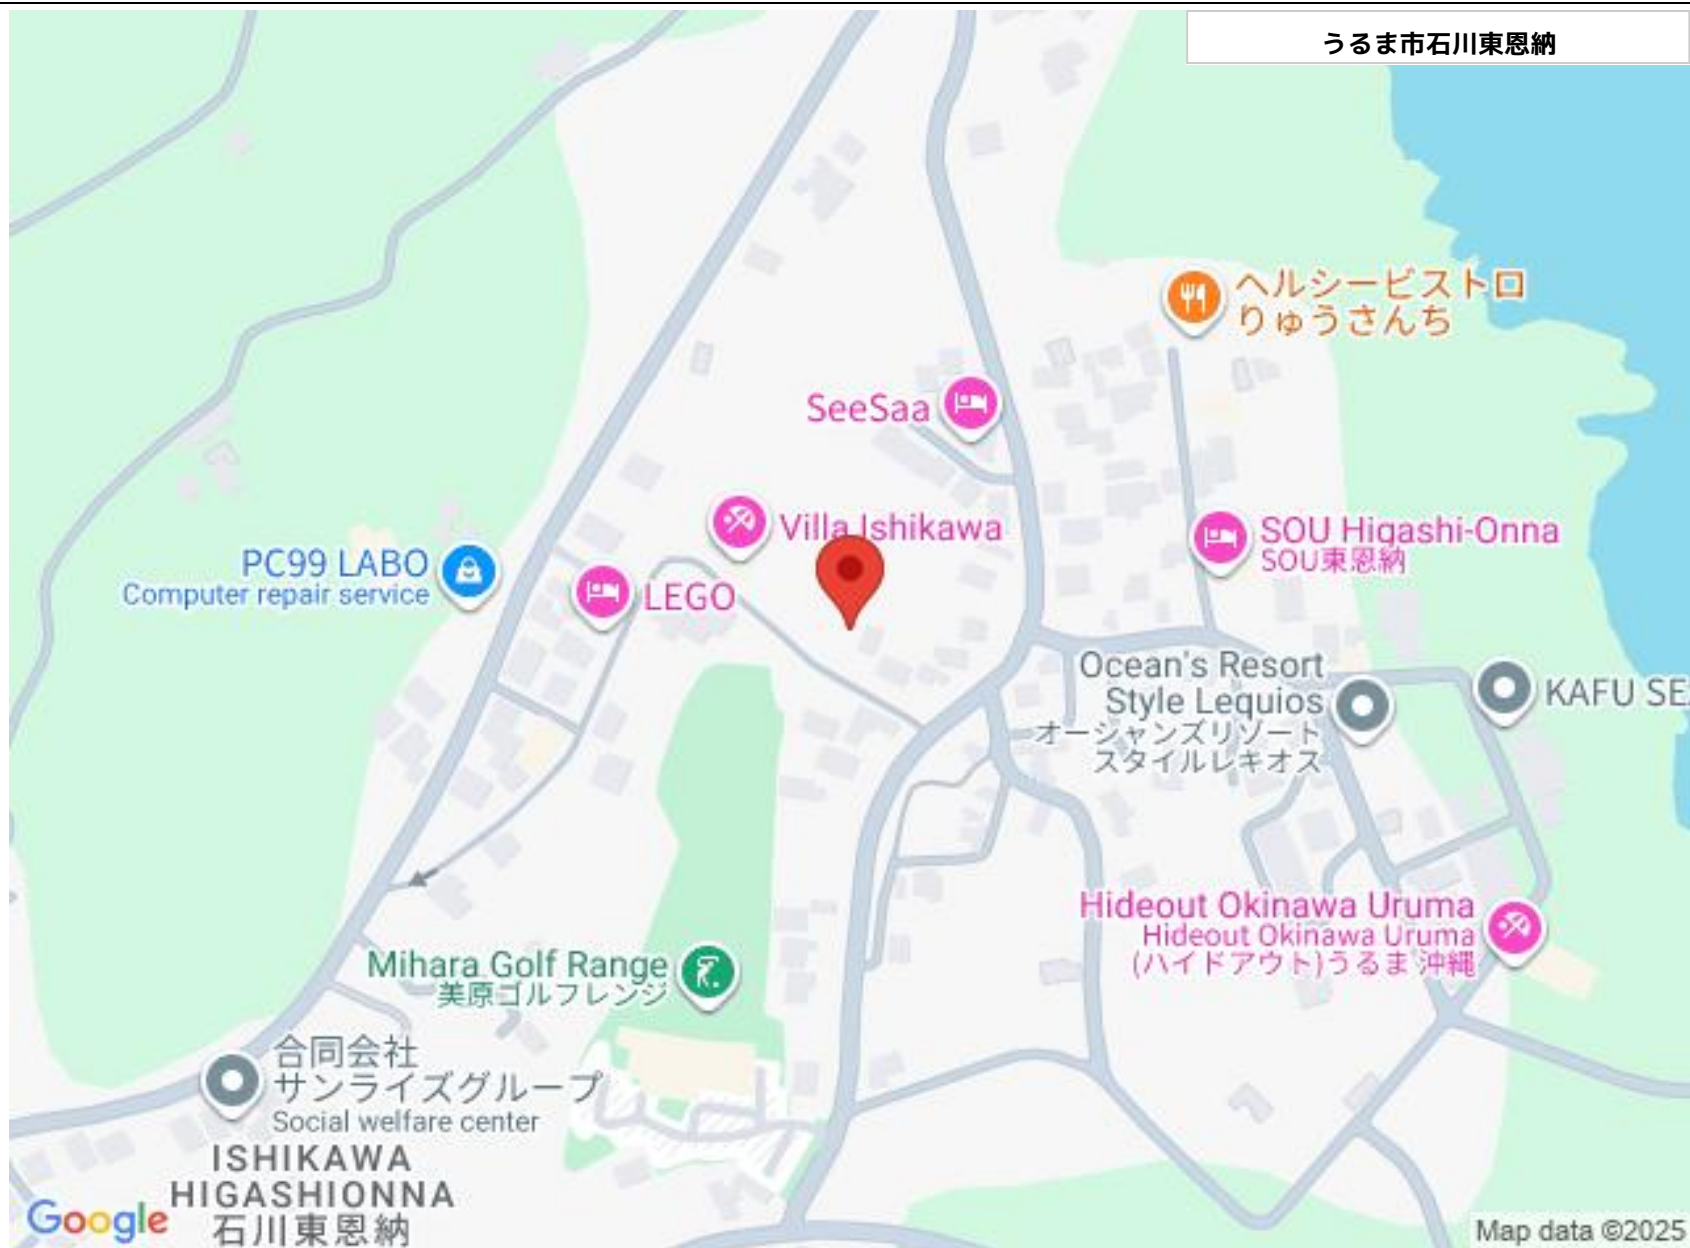 うるま市石川東恩納
ヘルシービストロ
りゅうさんち
SeeSaa
Villa Ishikawa
SOU Higashi-Onna
SOU東恩納
PC99 LABO
Computer repair service
LEGO
Ocean's Resort
Style Lequios
オーシャンズリゾート
スタイルレキオス
KAFU SE
Hideout Okinawa Uruma
Hideout Okinawa Uruma
(ハイドアウト)うるま 沖縄
Mihara Golf Range
美原ゴルフレンジ
合同会社
サンライズグループ
Social welfare center
ISHIKAWA
HIGASHIONNA
石川東恩納
Google
Map data ©2025